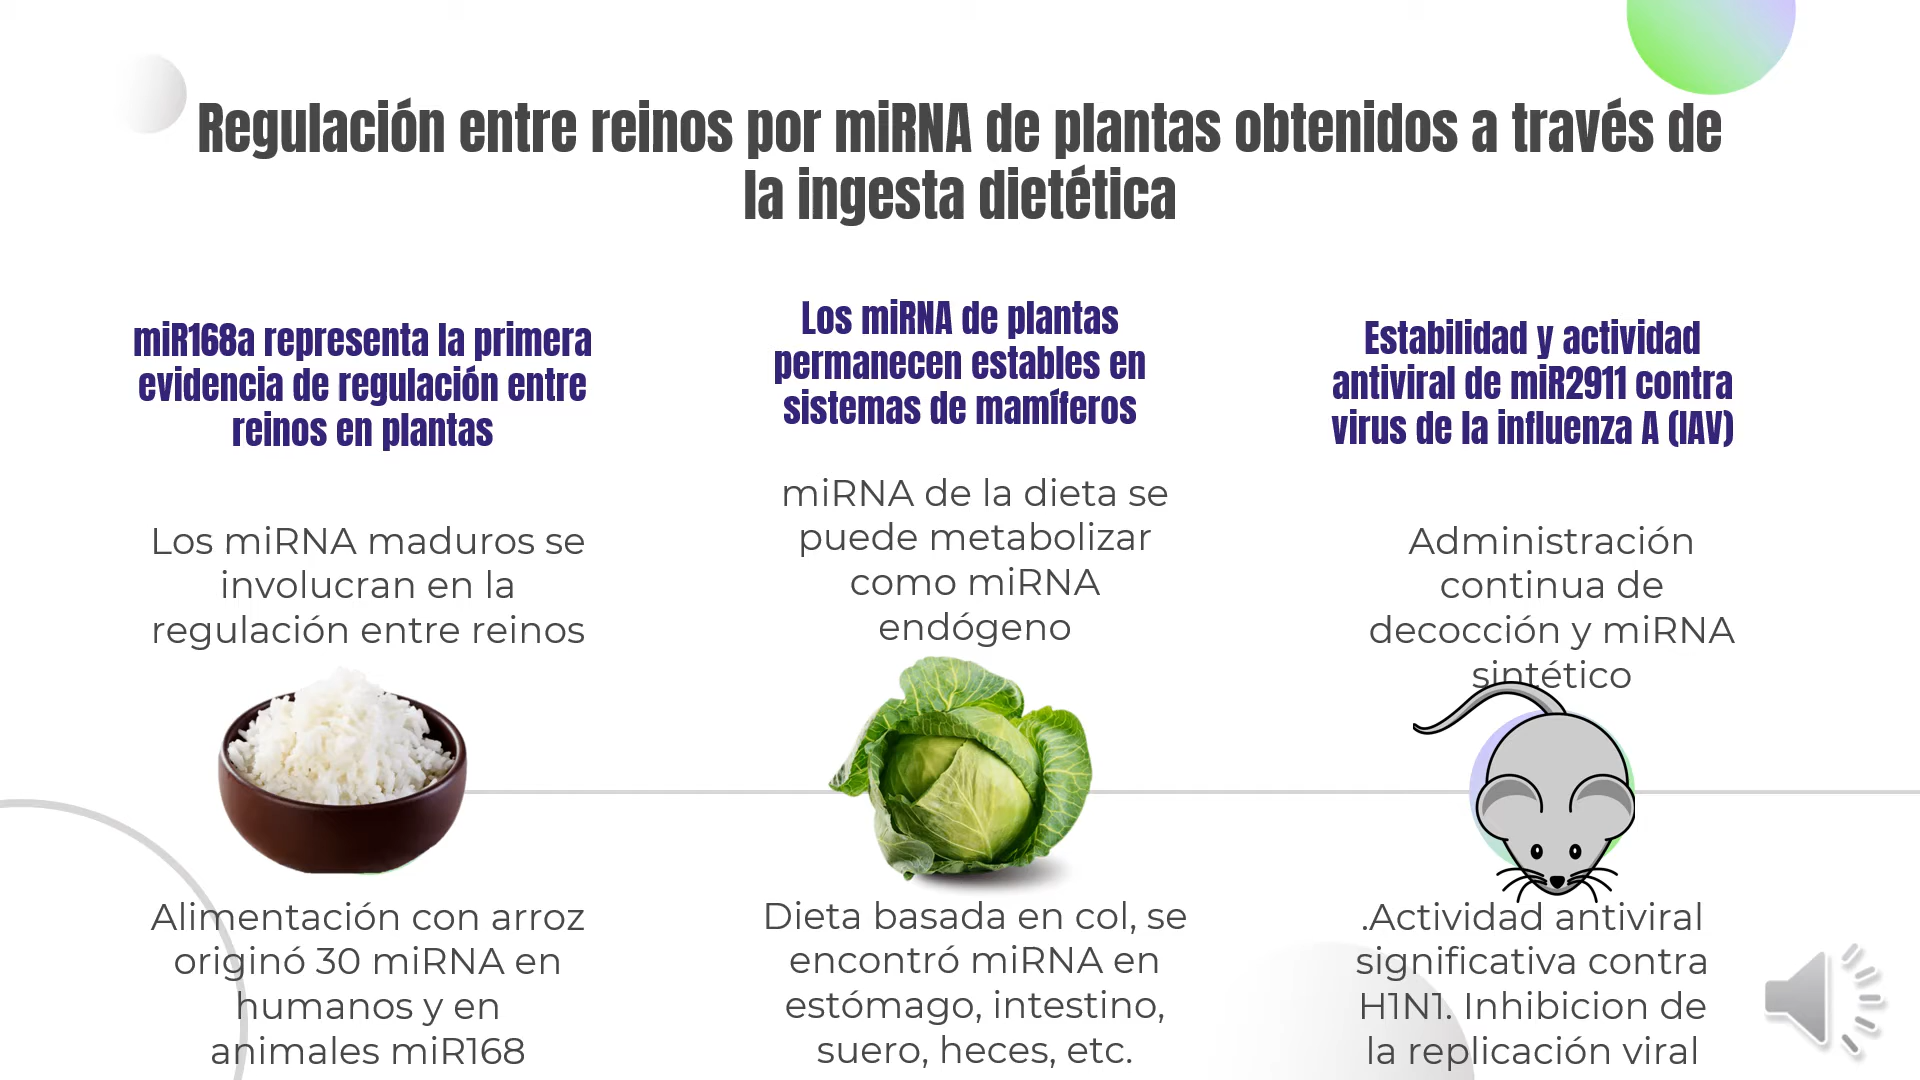 Regulación entre reinos por miRNA de plantas obtenidos a través de
la ingesta dietética
miR168a representa la primera
evidencia de regulación entre
reinos en plantas
Los miRNA maduros se
involucran en la
regulación entre reinos
Alimentación con arroz
originó 30 miRNA en
humanos y en
animales miR168
Los miRNA de plantas
permanecen estables en
sistemas de mamíferos
miRNA de la dieta se
puede metabolizar
como miRNA
endógeno
Dieta basada en col, se
encontró miRNA en
estómago, intestino,
suero, heces, etc.
Estabilidad y actividad
antiviral de miR2911 contra
virus de la influenza A (IAV)
Administración
continua de
decocción y miRNA
sintético
.Actividad antiviral
significativa contra
H1N1. Inhibicion de
la replicación viral